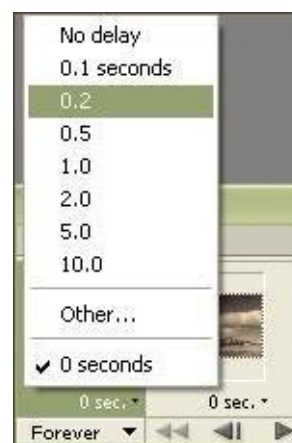 No delay
0.1 seconds
0.2
0.5
1.0
2.0
5.0
10.0
Other...
0 seconds
0 sec. 0 sec.
Forever